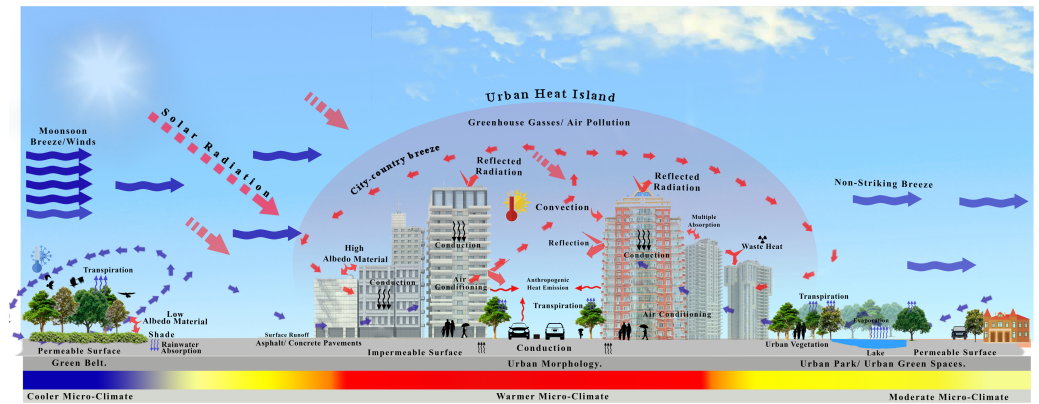 Urban Heat Island
Greenhouse Gasses/ Air Pollution
Moonsoon
Breeze/Winds
Solar Radiation
City-country breeze
Reflected
Radiation
Reflected
Radiation
Non-Striking Breeze
Convection
Multiple
Absorption
High
Albedo Material
Conduction
Reflection
Waste Heat
Conduction
Transpiration
Conduction
Air
Conditioning
Anthropogenic
Heat Emission
Transpiration
Transpiration
Low
Albedo Material
Air Conditioning
Evaporation
Shade
Rainwater
Absorption
Surface Runoff
Asphalt/ Concrete Pavements
Urban Vegetation
Permeable Surface
Impermeable Surface
Conduction
Lake
Permeable Surface
Green Belt.
Urban Morphology.
Urban Park/ Urban Green Spaces.
Cooler Micro-Climate
Warmer Micro-Climate
Moderate Micro-Climate